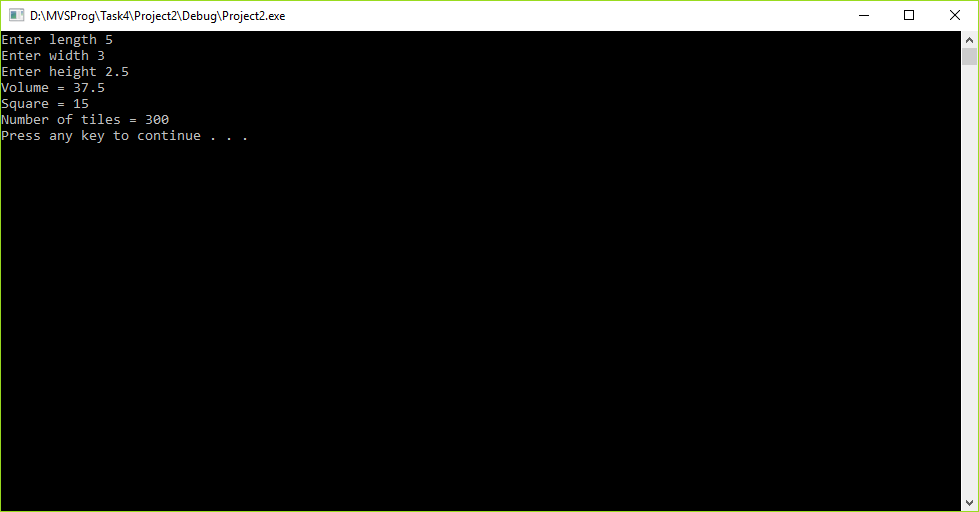 D:\MVSProg\Task4\Project2\Debug\Project2.exe
Enter length 5
Enter width 3
Enter height 2.5
Volume = 37.5
Square = 15
Number of tiles = 300
Press any key to continue . . .